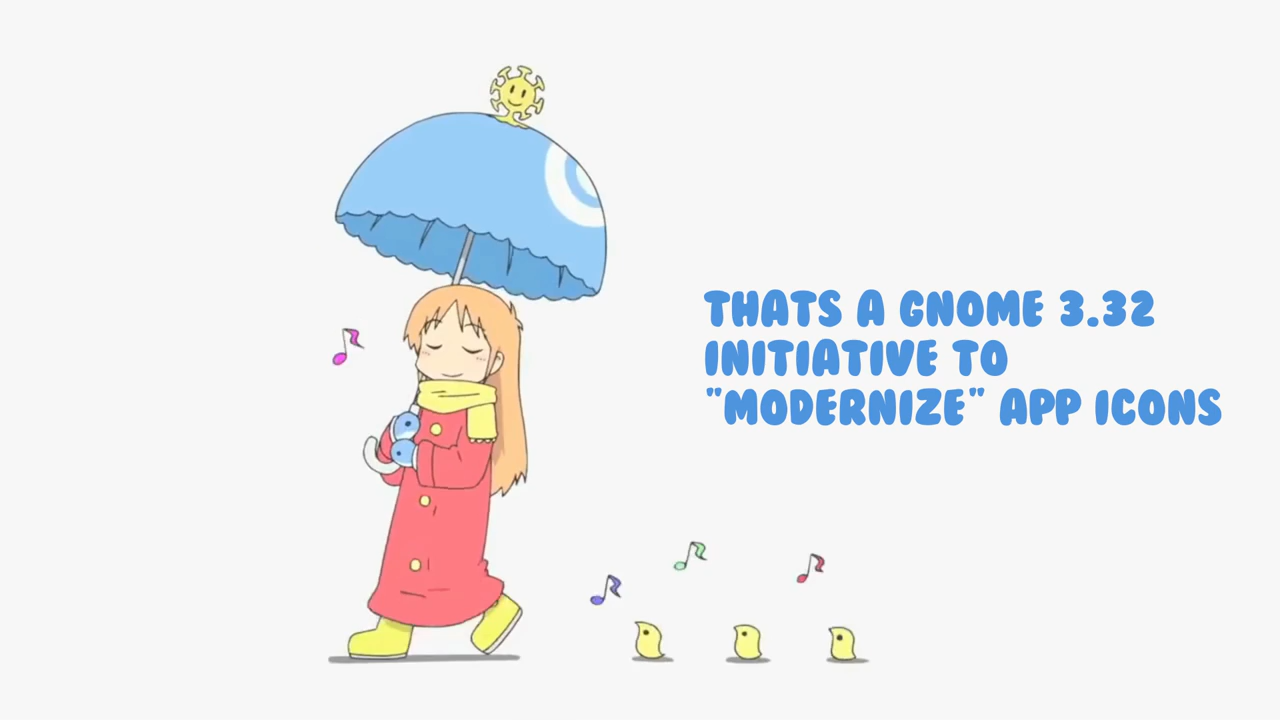 THATS A GNOME 3.32
INITIATIVE TO
"MODERNIZE" APP ICONS